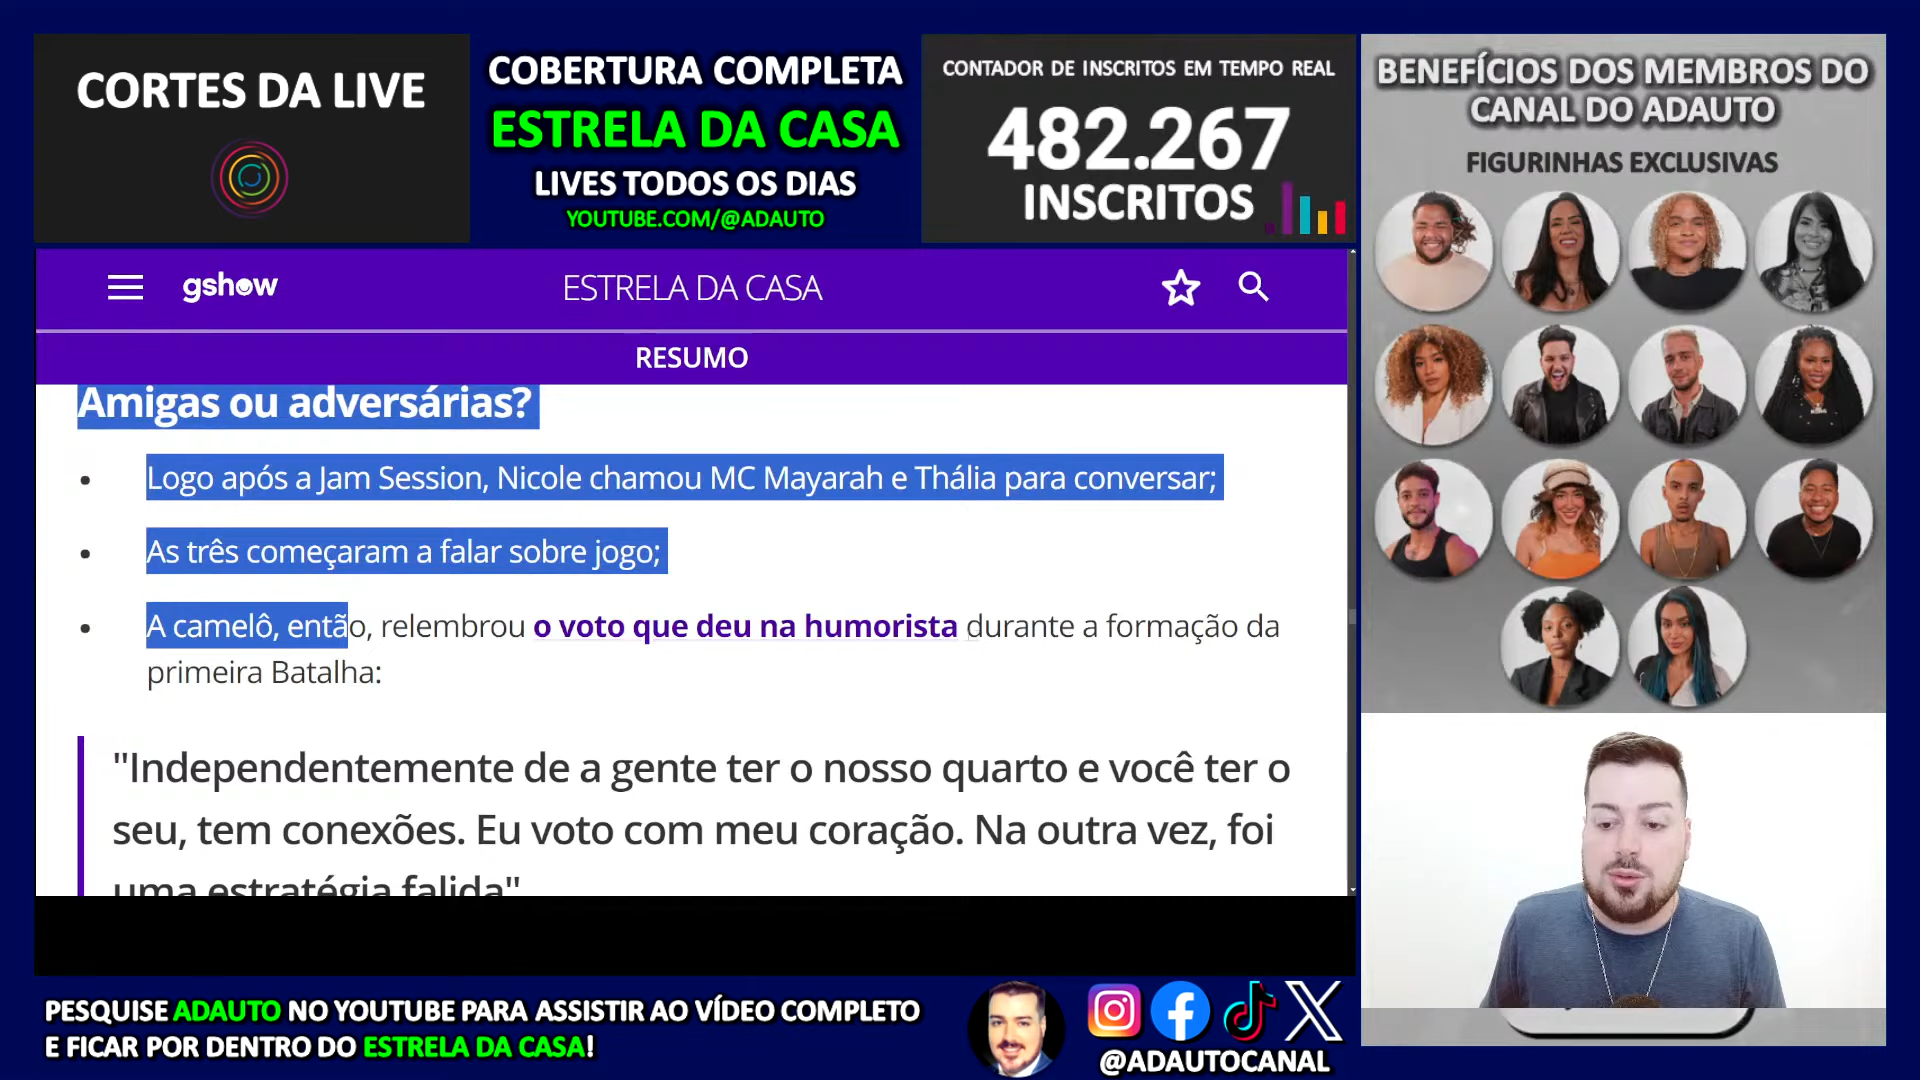 CORTES DA LIVE
COBERTURA COMPLETA
ESTRELA DA CASA
LIVES TODOS OS DIAS
YOUTUBE.COM/@ADAUTO
CONTADOR DE INSCRITOS EM TEMPO REAL
482.267
INSCRITOS
BENEFÍCIOS DOS MEMBROS DO
CANAL DO ADAUTO
FIGURINHAS EXCLUSIVAS
gshow
ESTRELA DA CASA
RESUMO
Amigas ou adversárias?
• Logo após a Jam Session, Nicole chamou MC Mayarah e Thália para conversar;
• As três começaram a falar sobre jogo;
• A camelô, então, relembrou o voto que deu na humorista durante a formação da
primeira Batalha:
"Independentemente de a gente ter o nosso quarto e você ter o
seu, tem conexões. Eu voto com meu coração. Na outra vez, foi
uma estratégia falida"
PESQUISE ADAUTO NO YOUTUBE PARA ASSISTIR AO VÍDEO COMPLETO
E FICAR POR DENTRO DO ESTRELA DA CASA!
@ADAUTOCANAL